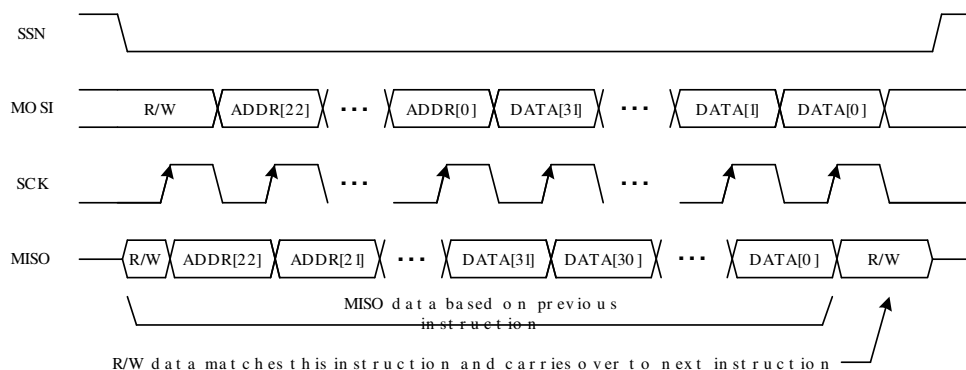 SSN
MOSI R/W ADDR[22] ... ADDR[0] DATA[31] ... DATA[1] DATA[0]
SCK ... ...
MISO R/W ADDR[22] ADDR[21] ... DATA[31] DATA[30] ... DATA[0] R/W
MISO data based on previous
instruction
R/W data matches this instruction and carries over to next instruction